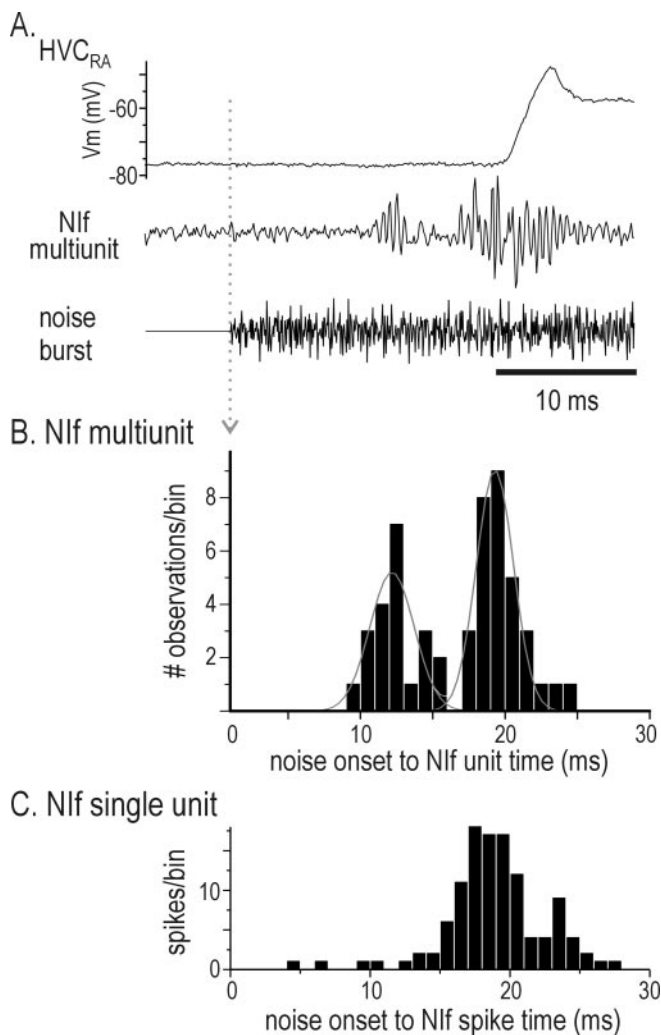 A.
HVCRA
Vm (mV)
-60
-80
NIf
multiunit
noise
burst
10 ms
B. NIf multiunit
# observations/bin
8
6
4
2
0 10 20 30
noise onset to NIf unit time (ms)
C. NIf single unit
spikes/bin
10
0
0 10 20 30
noise onset to NIf spike time (ms)